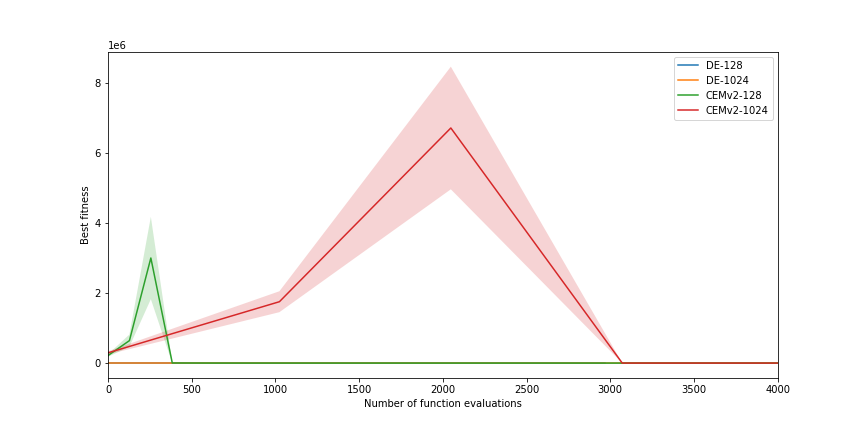 1e6
8
6
4
2
0
Best fitness
0 500 1000 1500 2000 2500 3000 3500 4000
Number of function evaluations
DE-128
DE-1024
CEMv2-128
CEMv2-1024